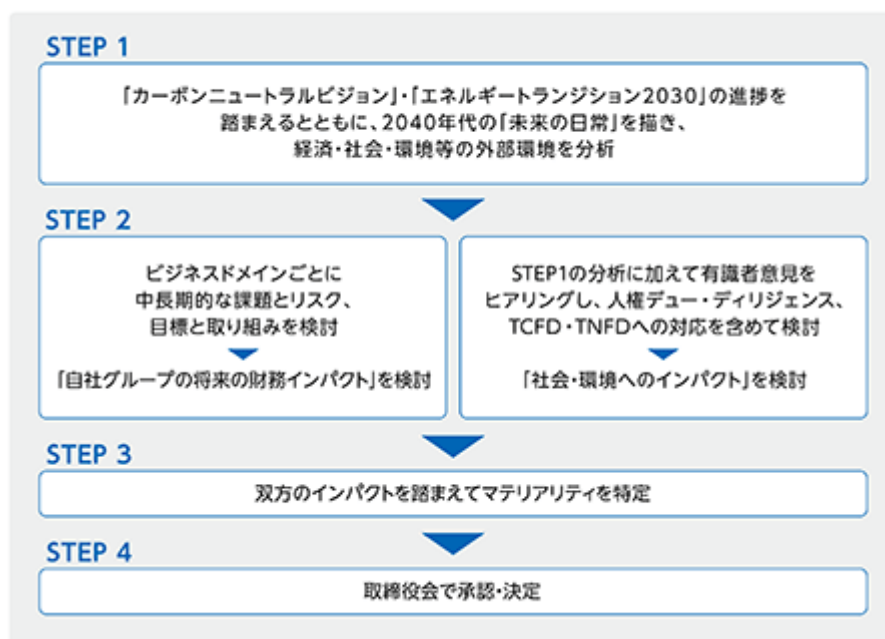 STEP 1
「カーボンニュートラルビジョン」・「エネルギートランジション2030」の進捗を
踏まえるとともに、2040年代の「未来の日常」を描き、
経済・社会・環境等の外部環境を分析
STEP 2
ビジネスドメインごとに
中長期的な課題とリスク、
目標と取り組みを検討
「自社グループの将来の財務インパクト」を検討
STEP1の分析に加えて有識者意見を
ヒアリングし、人権デュー・ディリジェンス、
TCFD・TNFDへの対応を含めて検討
「社会・環境へのインパクト」を検討
STEP 3
双方のインパクトを踏まえてマテリアリティを特定
STEP 4
取締役会で承認・決定